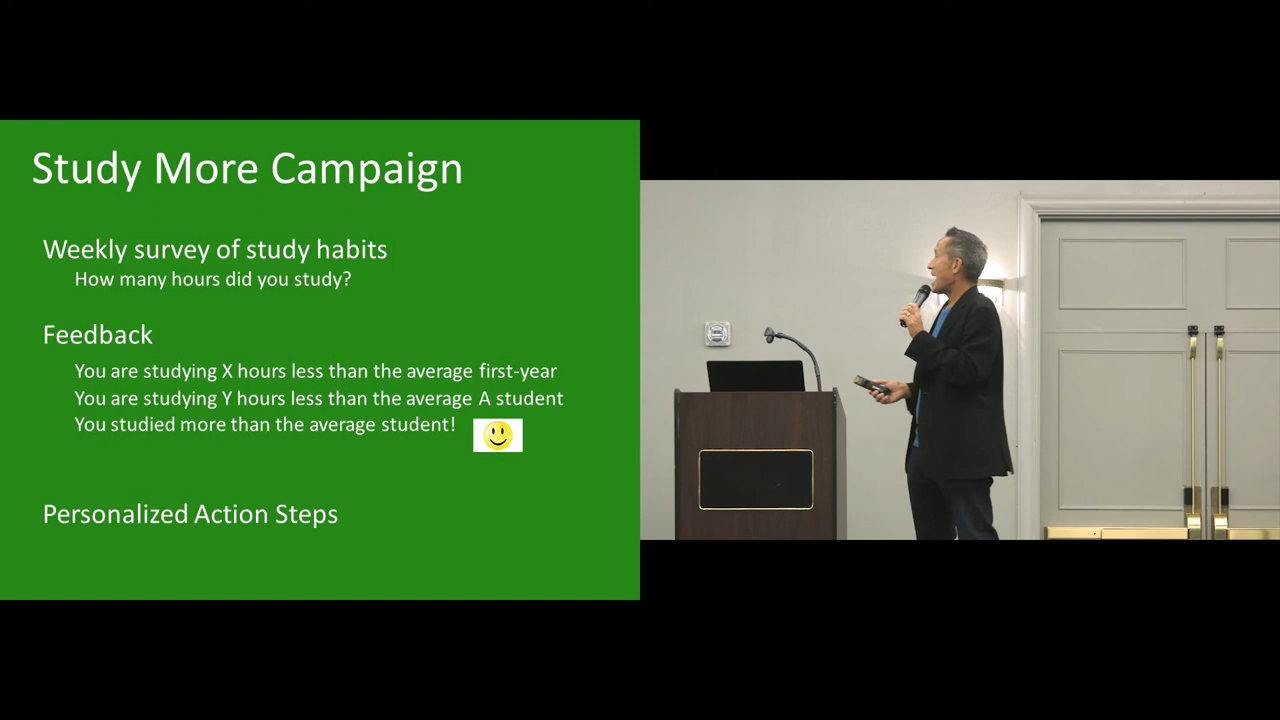 Study More Campaign
Weekly survey of study habits
How many hours did you study?
Feedback
You are studying X hours less than the average first-year
You are studying Y hours less than the average A student
You studied more than the average student!
Personalized Action Steps